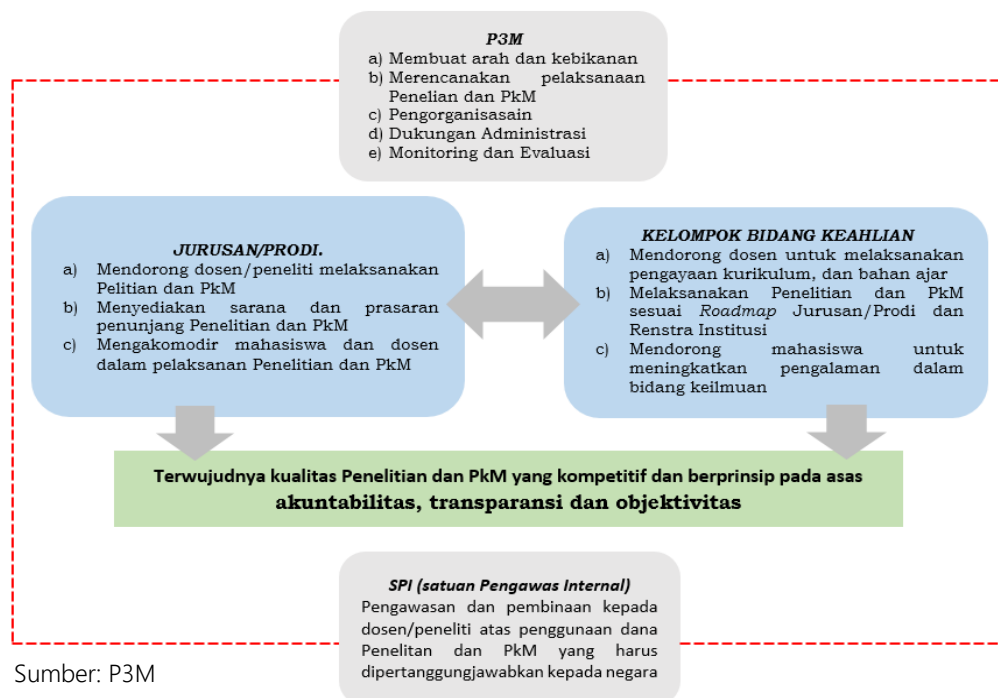 P3M
a) Membuat arah dan kebikanan
b) Merencanakan pelaksanaan
Penelian dan PkM
c) Pengorganisasain
d) Dukungan Administrasi
e) Monitoring dan Evaluasi
JURUSAN/PRODI.
a) Mendorong dosen/peneliti melaksanakan
Pelitian dan PkM
b) Menyediakan sarana dan prasaran
penunjang Penelitian dan PkM
c) Mengakomodir mahasiswa dan dosen
dalam pelaksanan Penelitian dan PkM
KELOMPOK BIDANG KEAHLIAN
a) Mendorong dosen untuk melaksanakan
pengayaan kurikulum, dan bahan ajar
b) Melaksanakan Penelitian dan PkM
sesuai Roadmap Jurusan/Prodi dan
Renstra Institusi
c) Mendorong mahasiswa untuk
meningkatkan pengalaman dalam
bidang keilmuan
Terwujudnya kualitas Penelitian dan PkM yang kompetitif dan berprinsip pada asas
akuntabilitas, transparansi dan objektivitas
SPI (satuan Pengawas Internal)
Pengawasan dan pembinaan kepada
dosen/peneliti atas penggunaan dana
Penelitan dan PkM yang harus
dipertanggungjawabkan kepada negara
Sumber: P3M